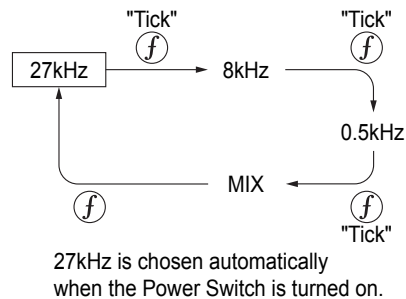 "Tick"
"Tick"
f
f
27kHz
8kHz
0.5kHz
MIX
f
f
"Tick"
27kHz is chosen automatically
when the Power Switch is turned on.